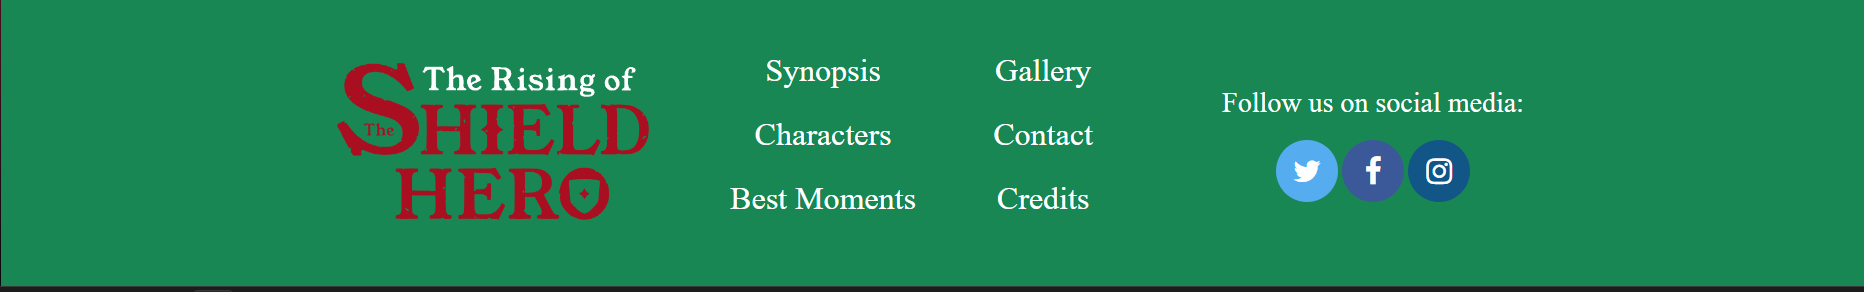 The Rising of
The SHIELD
HERO
Synopsis
Characters
Best Moments
Gallery
Contact
Credits
Follow us on social media: